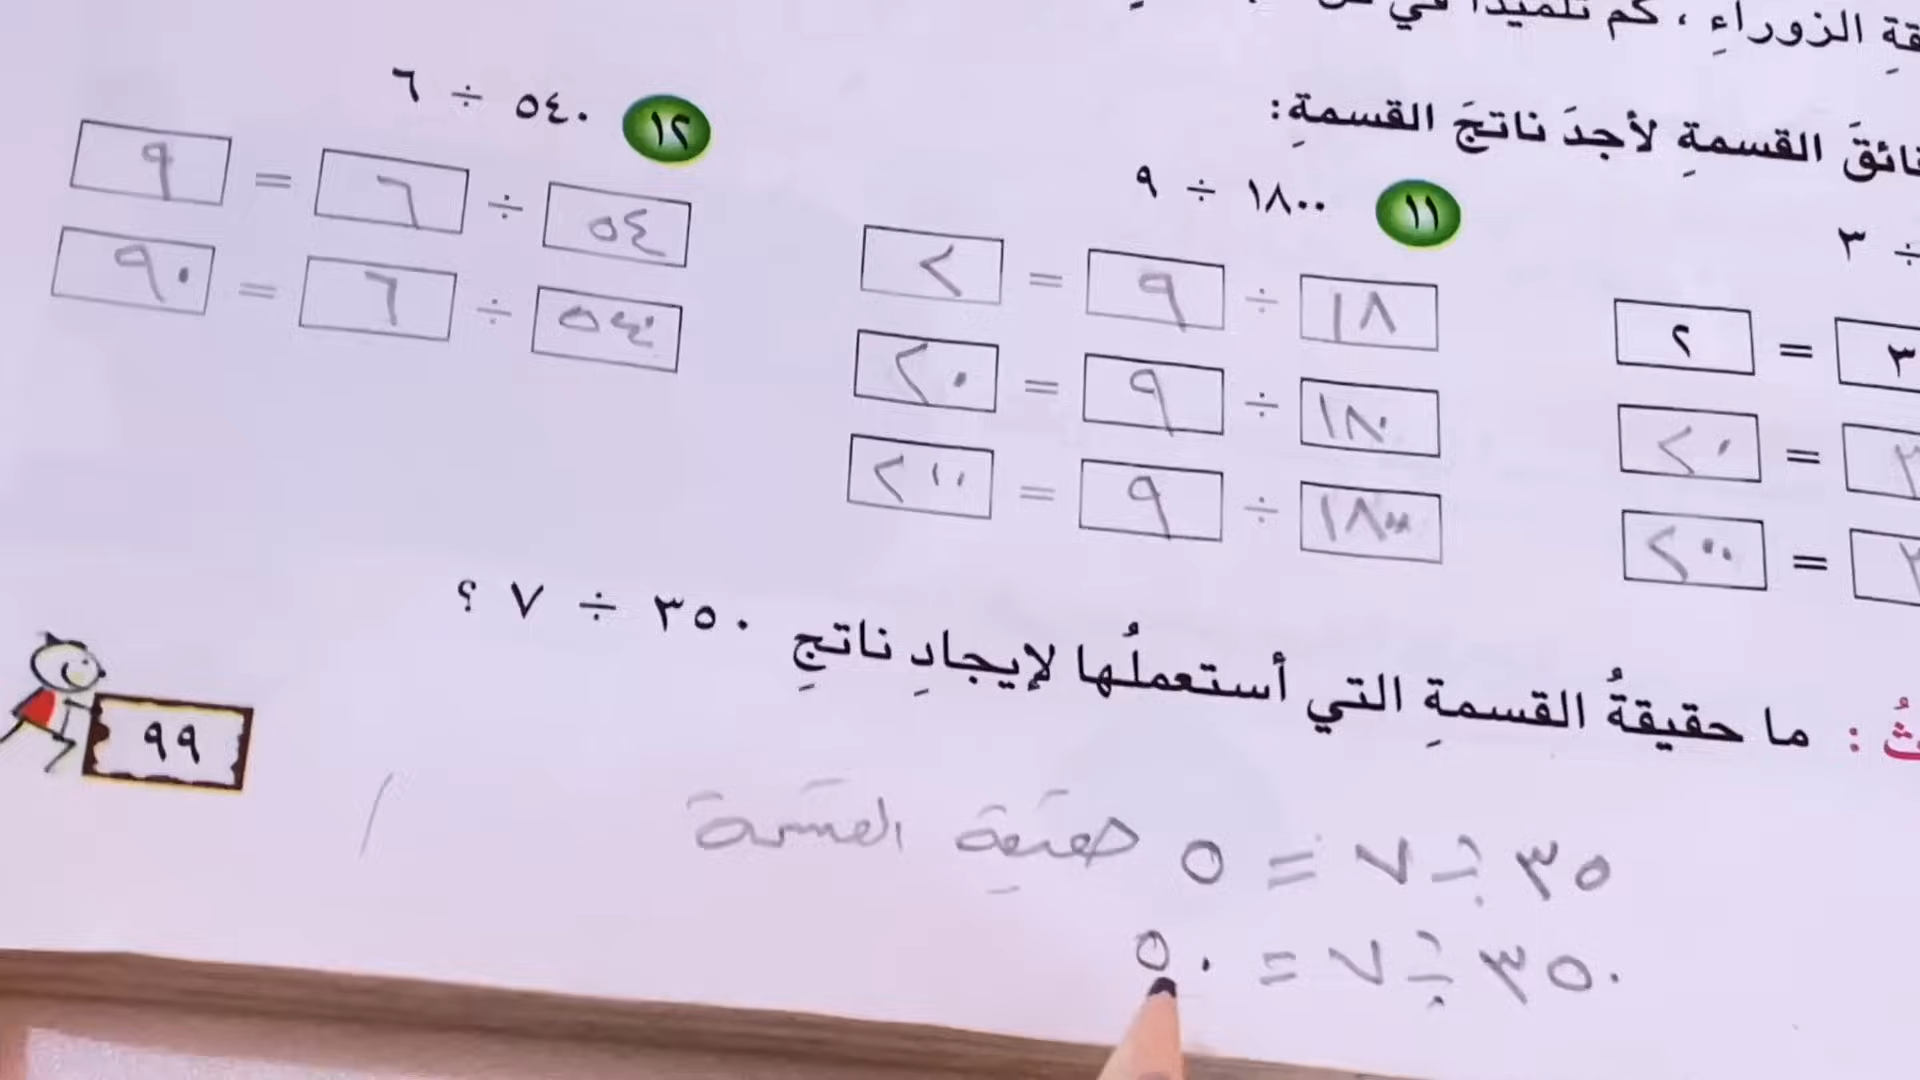 قةِ الزوراءِ ، كم تلميذاً في
ئقَ القسمةِ لأجدَ ناتجَ القسمةِ:
÷ ٣
٣ = ٢
= ٢٠
= ٢٠٠
١١ ١٨٠٠ ÷ ٩
١٨ ÷ ٩ = ٢
١٨٠ ÷ ٩ = ٢٠
١٨٠٠ ÷ ٩ = ٢٠٠
١٢ ٥٤٠ ÷ ٦
٥٤ ÷ ٦ = ٩
٥٤٠ ÷ ٦ = ٩٠
: ما حقيقةُ القسمةِ التي أستعملُها لإيجادِ ناتجِ ٣٥٠ ÷ ٧ ؟
٣٥ ÷ ٧ = ٥ حقيقة القسمة
٣٥٠ ÷ ٧ = ٥٠
٩٩